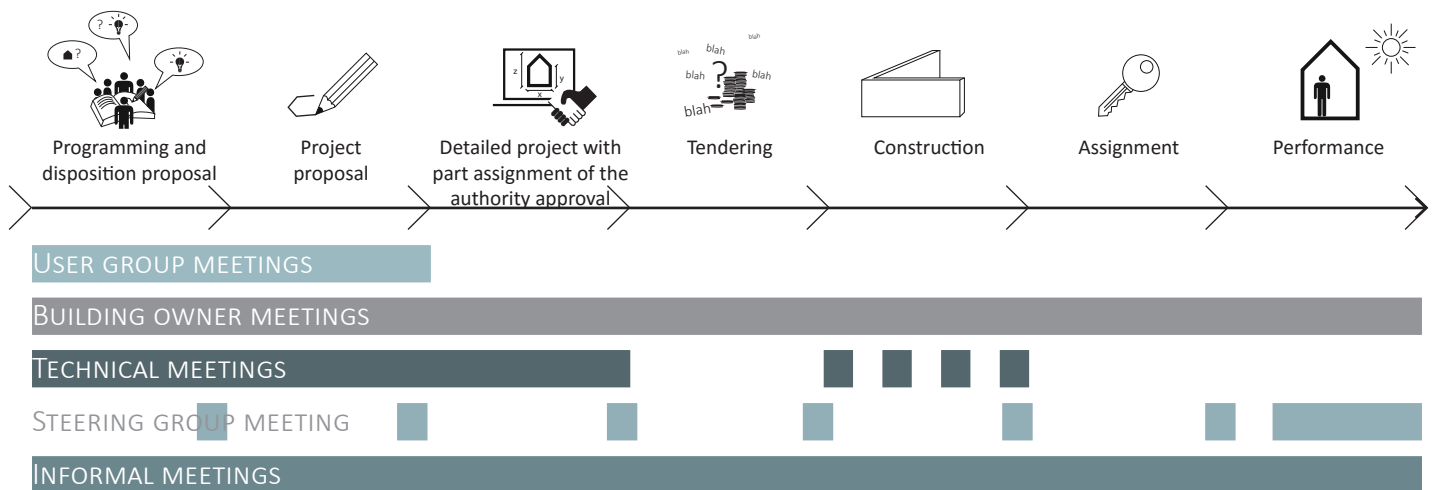 ?
?
Programming and
disposition proposal
Project
proposal
z
y
x
Detailed project with
part assignment of the
authority approval
blah
blah
blah
blah
?
blah
blah
Tendering
Construction
Assignment
Performance
USER GROUP MEETINGS
BUILDING OWNER MEETINGS
TECHNICAL MEETINGS
STEERING GROUP MEETING
INFORMAL MEETINGS